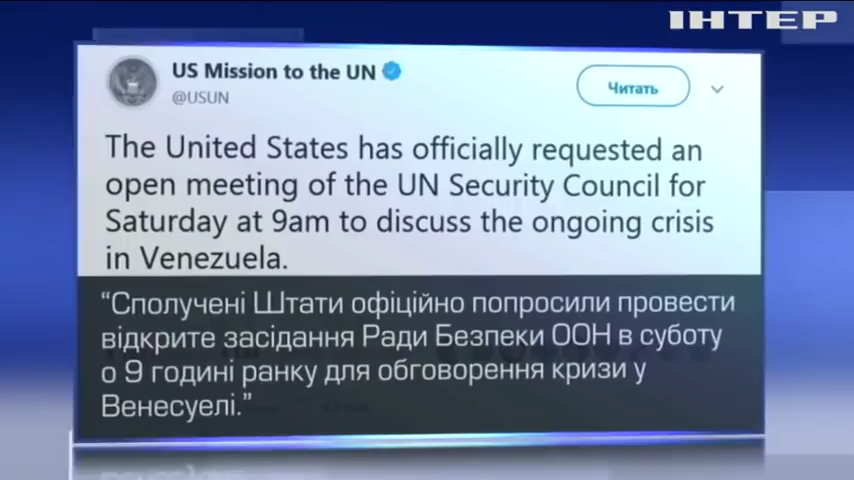 ІНТЕР
US Mission to the UN
@USUN
Читать
The United States has officially requested an
open meeting of the UN Security Council for
Saturday at 9am to discuss the ongoing crisis
in Venezuela.
“Сполучені Штати офіційно попросили провести
відкрите засідання Ради Безпеки ООН в суботу
о 9 годині ранку для обговорення кризи у
Венесуелі.”